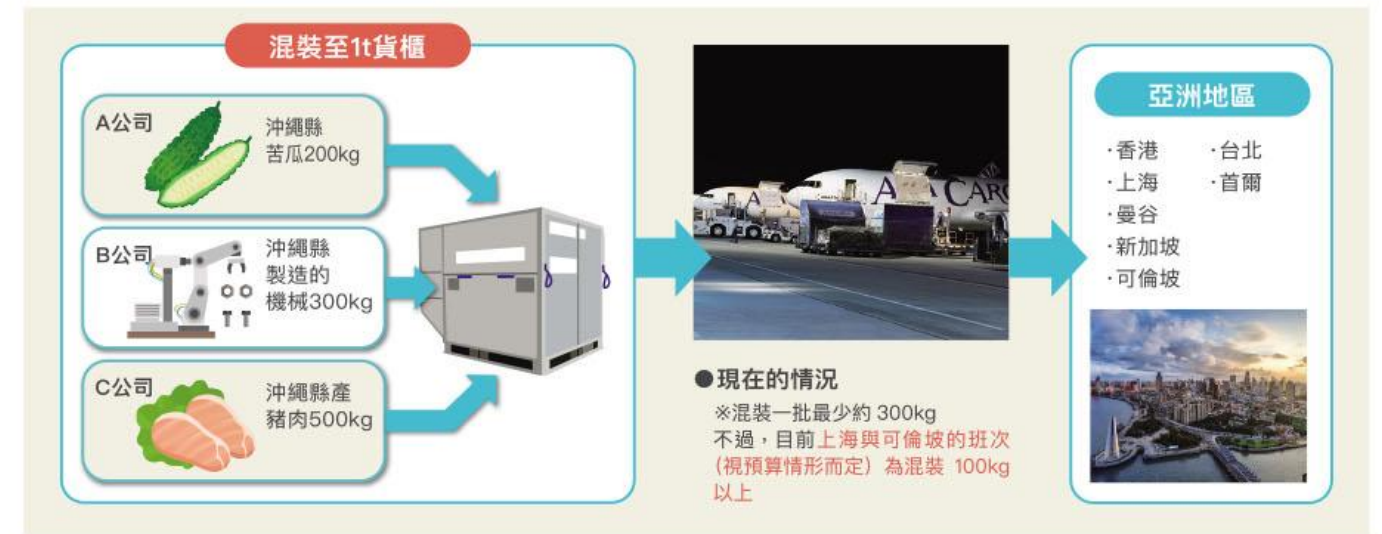 混裝至1t貨櫃
A公司
沖繩縣
苦瓜200kg
B公司
沖繩縣
製造的
機械300kg
C公司
沖繩縣產
豬肉500kg
ANA CARGO
●現在的情況
※混裝一批最少約 300kg
不過，目前上海與可倫坡的班次
（視預算情形而定）為混裝 100kg
以上
亞洲地區
·香港
·上海
·曼谷
·新加坡
·可倫坡
·台北
·首爾